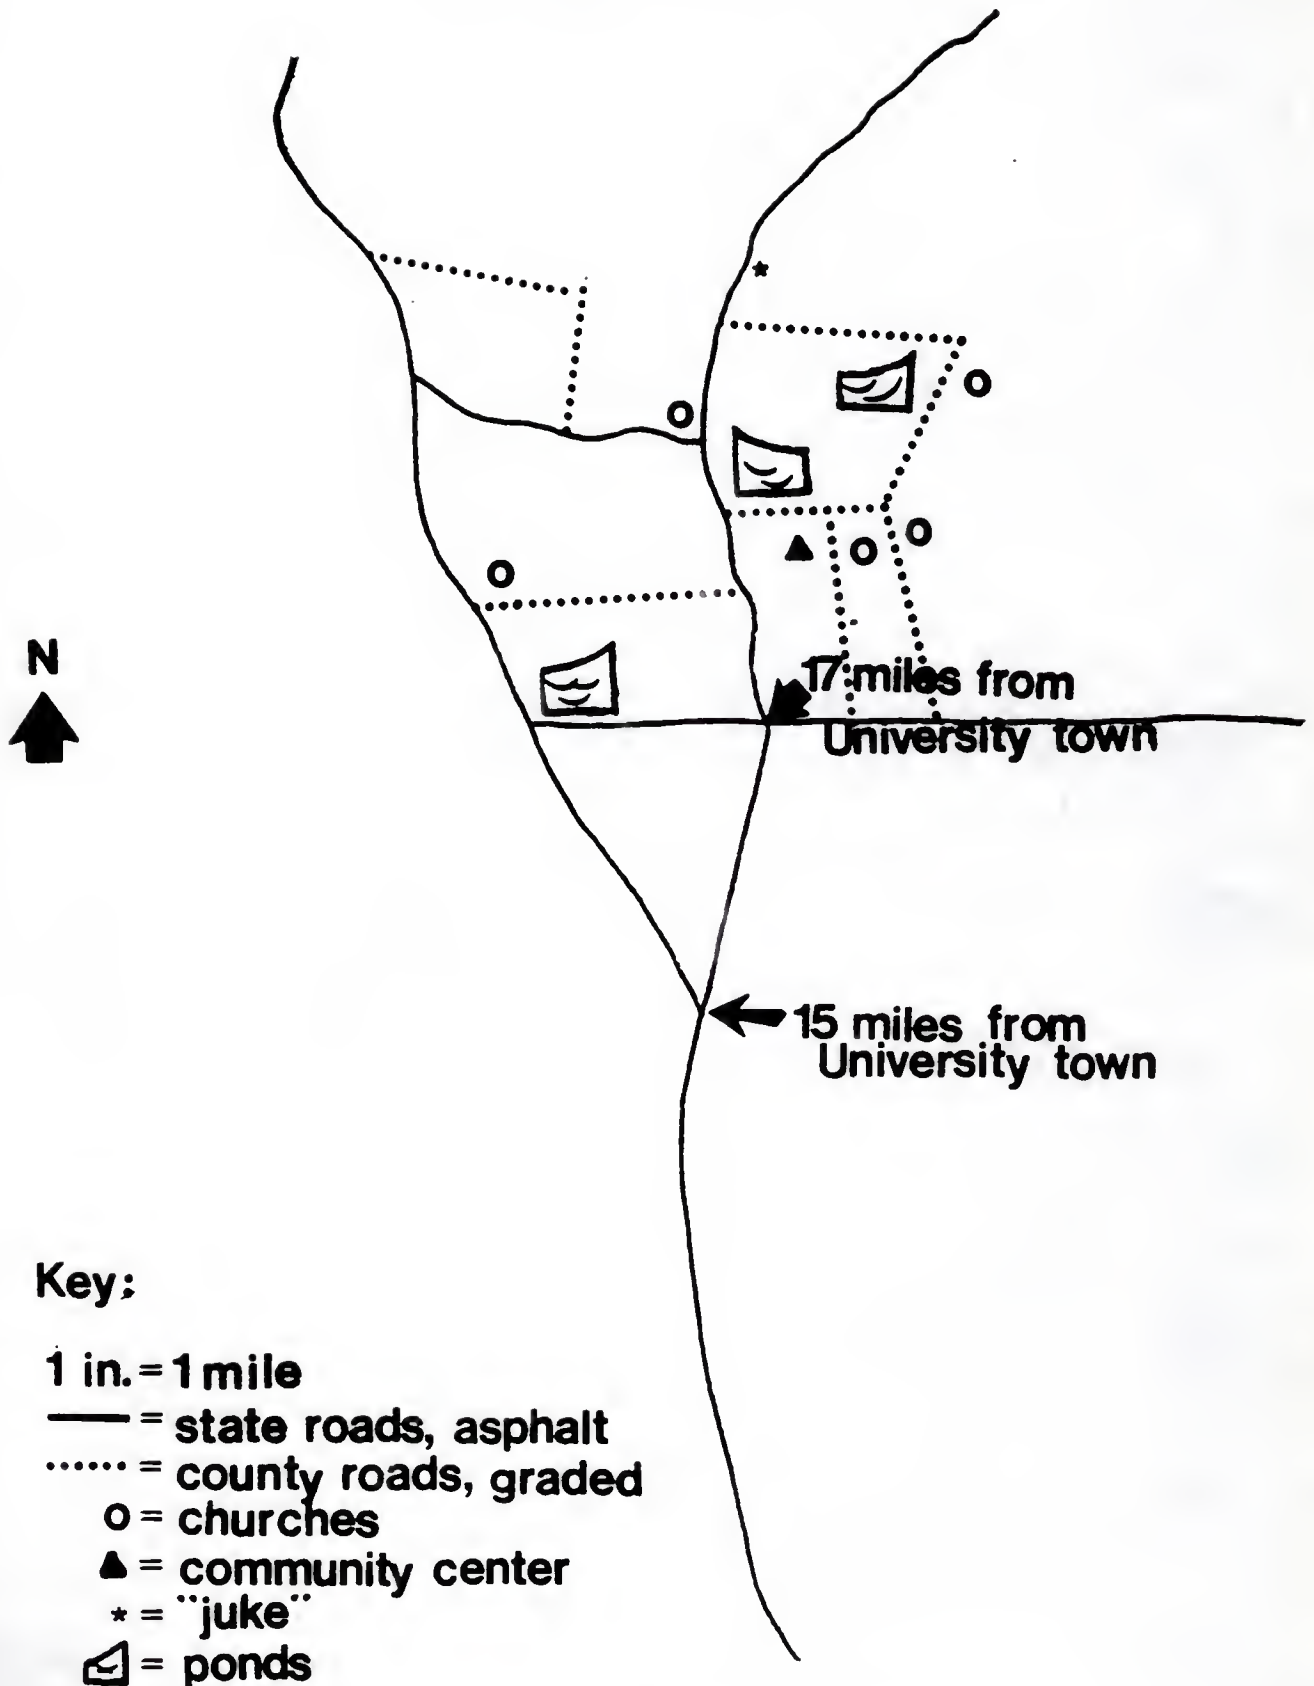 N
17 miles from
University town
15 miles from
University town
Key:
1 in. = 1 mile
= state roads, asphalt
= county roads, graded
= churches
= community center
* = "juke"
= ponds